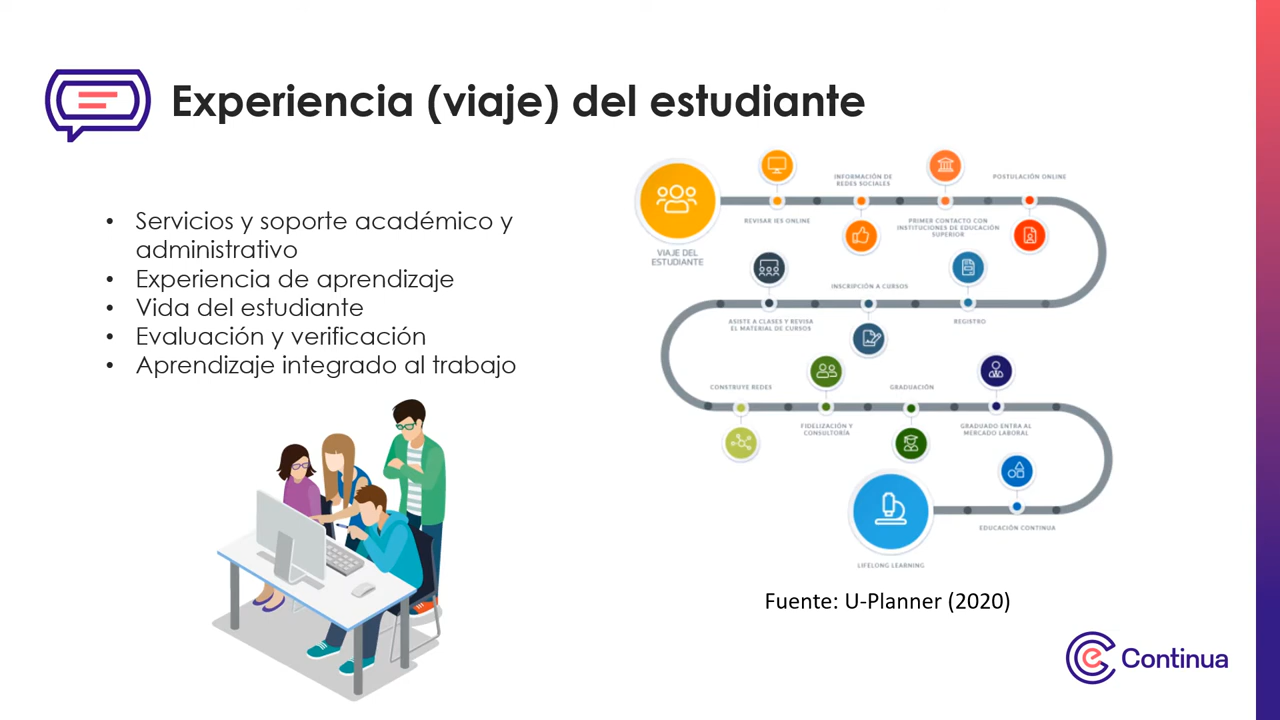 Experiencia (viaje) del estudiante
• Servicios y soporte académico y
administrativo
• Experiencia de aprendizaje
• Vida del estudiante
• Evaluación y verificación
• Aprendizaje integrado al trabajo
VIAJE DEL
ESTUDIANTE
REVISAR IES ONLINE
INFORMACIÓN DE
REDES SOCIALES
PRIMER CONTACTO CON
INSTITUCIONES DE EDUCACIÓN
SUPERIOR
POSTULACIÓN ONLINE
REGISTRO
INSCRIPCIÓN A CURSOS
ASISTE A CLASES Y REVISA
EL MATERIAL DE CURSOS
CONSTRUYE REDES
FIDELIZACIÓN Y
CONSULTORÍA
GRADUACIÓN
GRADUADO ENTRA AL
MERCADO LABORAL
EDUCACIÓN CONTINUA
LIFELONG LEARNING
Fuente: U-Planner (2020)
e Continua